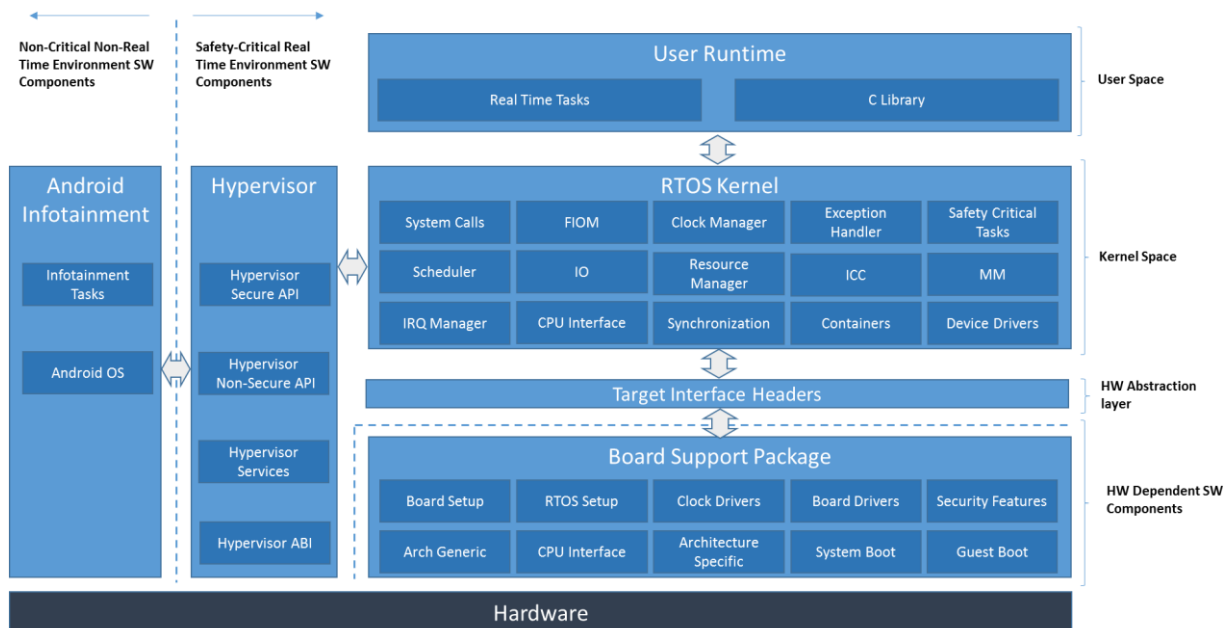 Non-Critical Non-Real
Time Environment SW
Components
Safety-Critical Real
Time Environment SW
Components
User Runtime
Real Time Tasks
C Library
User Space
Android
Infotainment
Infotainment
Tasks
Android OS
Hypervisor
Hypervisor
Secure API
Hypervisor
Non-Secure API
Hypervisor
Services
Hypervisor ABI
RTOS Kernel
System Calls
FIOM
Clock Manager
Exception
Handler
Safety Critical
Tasks
Scheduler
IO
Resource
Manager
ICC
MM
IRQ Manager
CPU Interface
Synchronization
Containers
Device Drivers
Kernel Space
Target Interface Headers
HW Abstraction
layer
Board Support Package
Board Setup
RTOS Setup
Clock Drivers
Board Drivers
Security Features
Arch Generic
CPU Interface
Architecture
Specific
System Boot
Guest Boot
HW Dependent SW
Components
Hardware